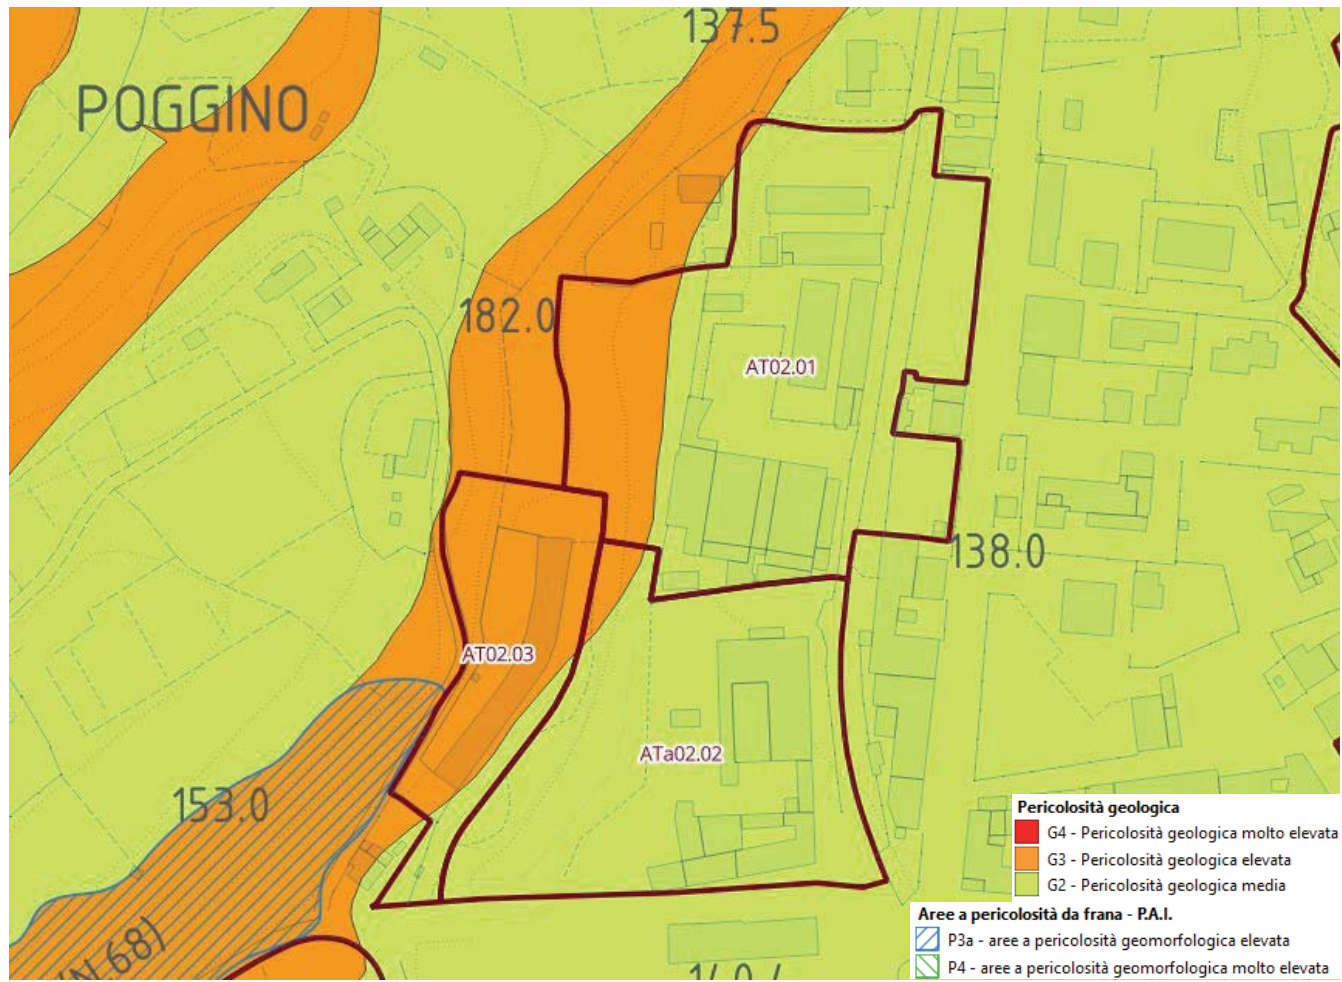 137.5
POGGINO
182.0
AT02.01
138.0
AT02.03
ATa02.02
153.0
(N.68)
Pericolosità geologica
G4 - Pericolosità geologica molto elevata
G3 - Pericolosità geologica elevata
G2 - Pericolosità geologica media
Aree a pericolosità da frana - P.A.I.
P3a - aree a pericolosità geomorfologica elevata
P4 - aree a pericolosità geomorfologica molto elevata